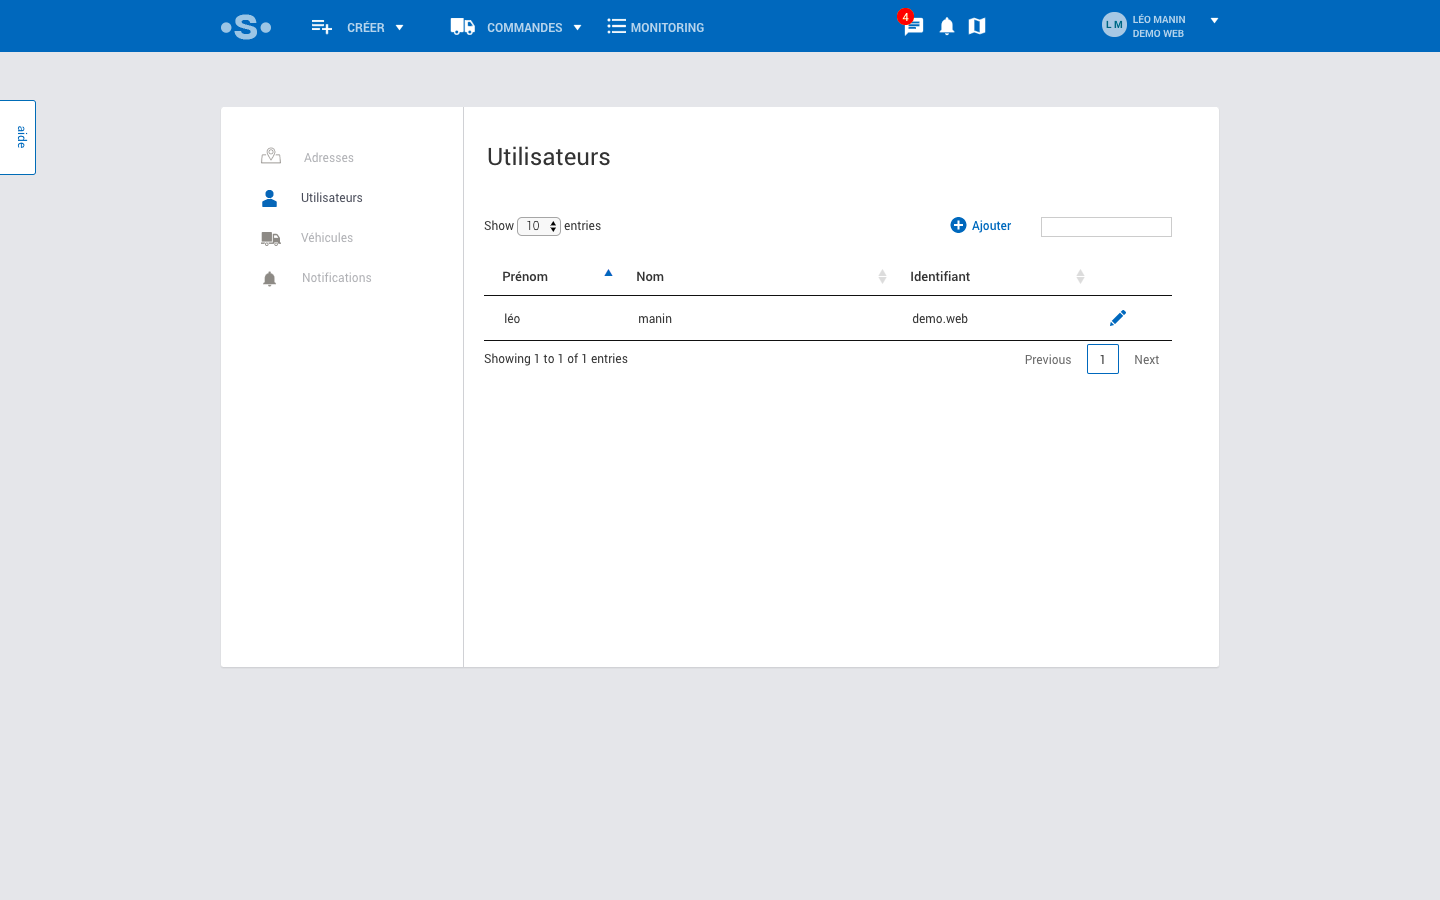 •S•
CRÉER
COMMANDES
MONITORING
4
L M
LÉO MANIN
DEMO WEB
aide
Adresses
Utilisateurs
Véhicules
Notifications
Utilisateurs
Show 10 entries
Ajouter
Prénom Nom Identifiant
léo manin demo.web
Showing 1 to 1 of 1 entries
Previous 1 Next